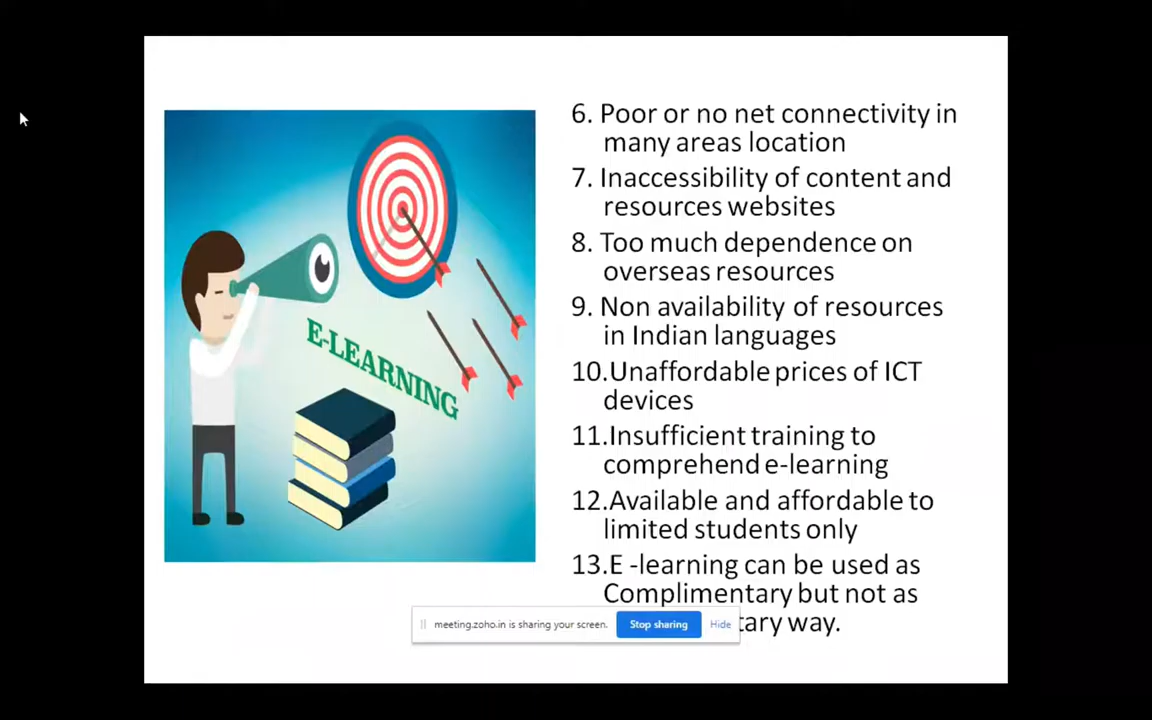 6. Poor or no net connectivity in
many areas location
7. Inaccessibility of content and
resources websites
8. Too much dependence on
overseas resources
9. Non availability of resources
in Indian languages
10.Unaffordable prices of ICT
devices
11.Insufficient training to
comprehend e-learning
12.Available and affordable to
limited students only
13.E -learning can be used as
Complimentary but not as
way.
E-LEARNING
meeting.zoho.in is sharing your screen.
Stop sharing
Hide